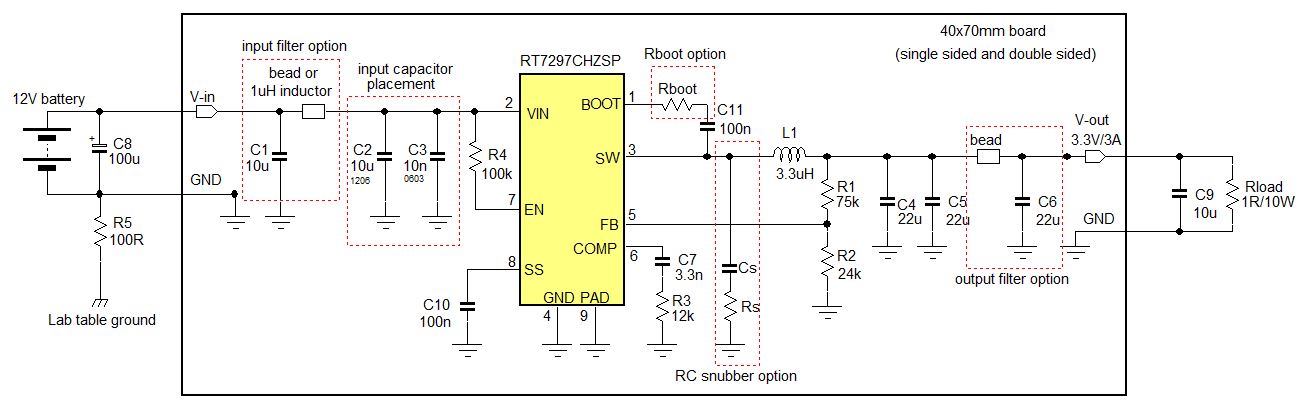 40x70mm board
(single sided and double sided)
input filter option
bead or
1uH inductor
input capacitor
placement
RT7297CHZSP
Rboot option
Rboot
12V battery
V-in
C8
100u
+
C1
10u
C2
10u
1206
C3
10n
0603
R4
100k
2
VIN
BOOT
1
C11
100n
SW
3
L1
3.3uH
7
EN
FB
5
COMP
6
8
SS
GND
PAD
4
9
GND
R5
100R
Lab table ground
C10
100n
C7
3.3n
R3
12k
Cs
Rs
RC snubber option
R1
75k
R2
24k
C4
22u
C5
22u
bead
C6
22u
output filter option
V-out
3.3V/3A
GND
C9
10u
Rload
1R/10W